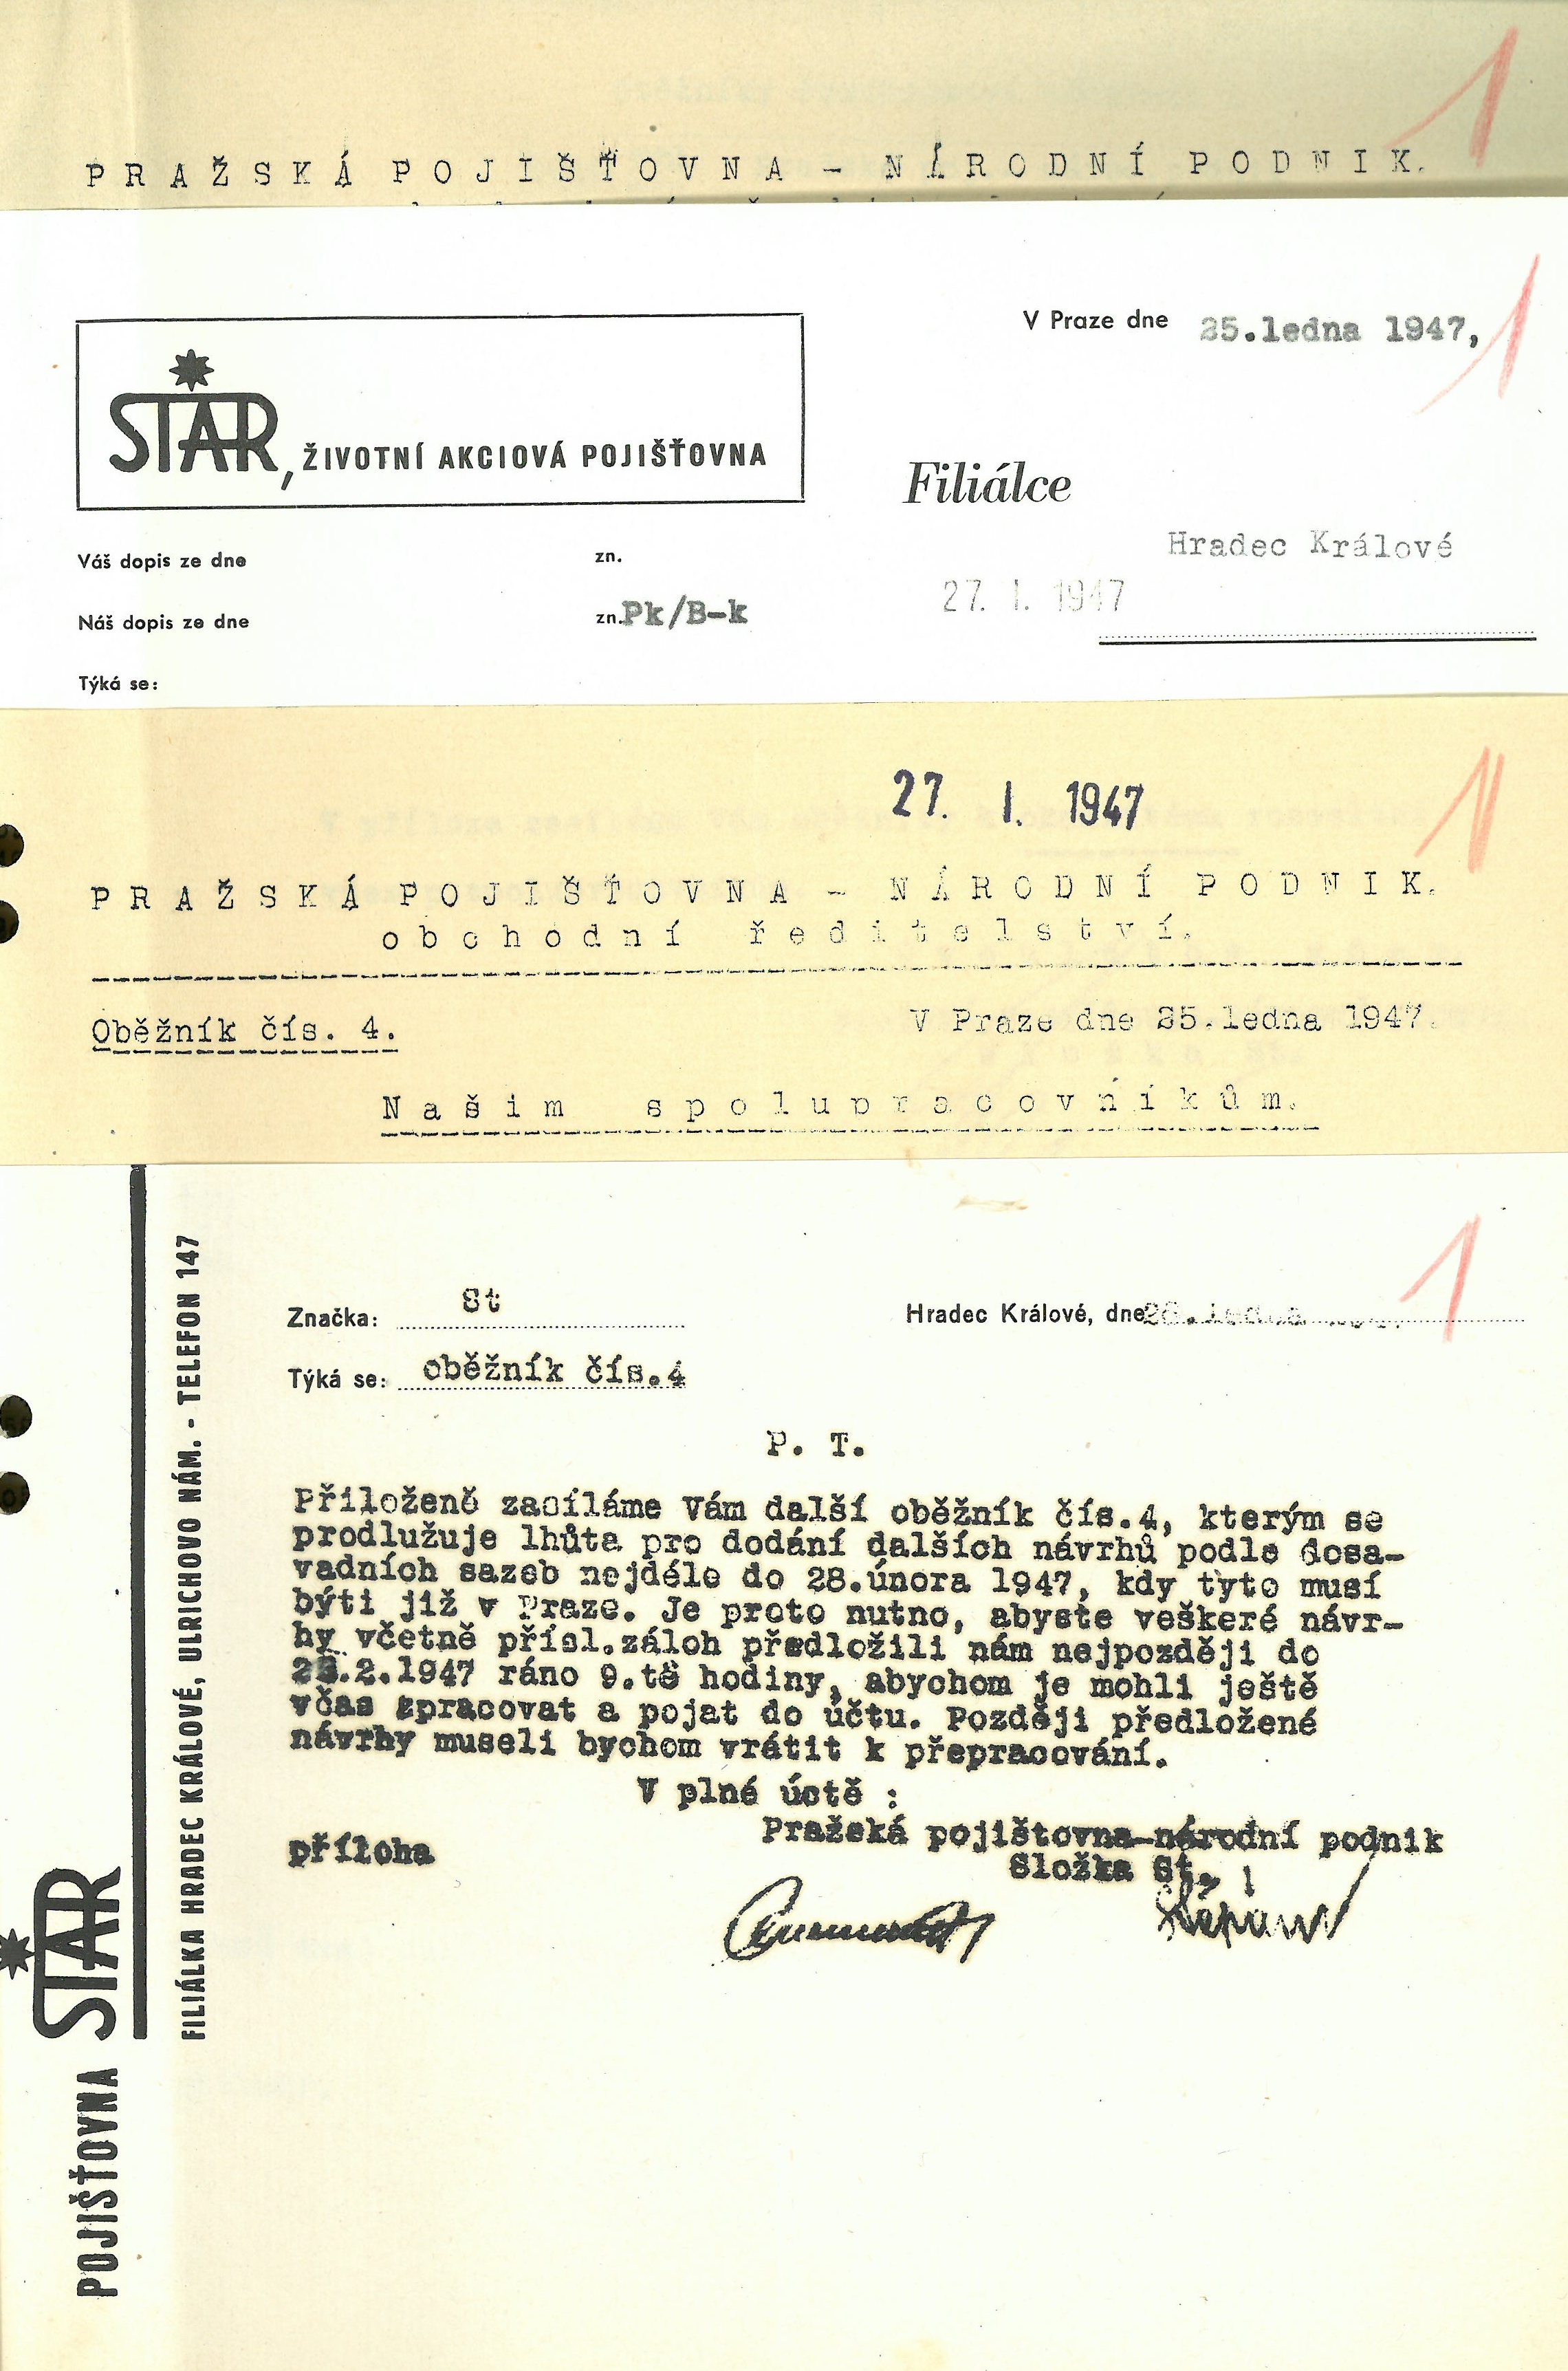 PRAŽSKÁ POJIŠŤOVNA - NÁRODNÍ PODNIK.
1
V Praze dne 25.ledna 1947,
1
STAR, ŽIVOTNÍ AKCIOVÁ POJIŠŤOVNA
Filiálce
Hradec Králové
Váš dopis ze dne zn.
27. I. 1947
Náš dopis ze dne zn.Pk/B-k
Týká se:
27. I. 1947
1
PRAŽSKÁ POJIŠŤOVNA - NÁRODNÍ PODNIK.
obchodní ředitelství.
Oběžník čís. 4.
V Praze dne 25.ledna 1947.
Našim spolupracovníkům.
1
Značka: St
Hradec Králové, dne ledna
Týká se: oběžník čís.4
P. T.
Přiloženě zasíláme Vám další oběžník čís.4, kterým se
prodlužuje lhůta pro dodání dalších návrhů podle dosa-
vadních sazeb nejdéle do 28.února 1947, kdy tyto musí
býti již v Praze. Je proto nutno, abyste veškeré návr-
hy včetně přísl.záloh předložili nám nejpozději do
.2.1947 ráno 9.té hodiny, abychom je mohli ještě
včas zpracovat a pojat do účtu. Později předložené
návrhy museli bychom vrátit k přepracování.
V plné úctě :
Pražská pojištovna-národní podnik
Složka St.
příloha
POJIŠŤOVNA STAR
FILIÁLKA HRADEC KRÁLOVÉ, ULRICHOVO NÁM. - TELEFON 147